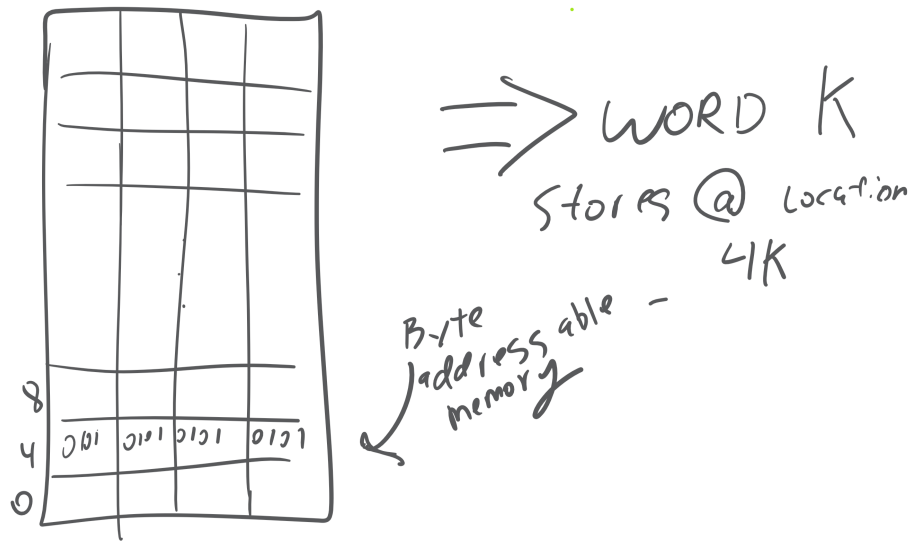 WORD K
stores @ location
4K
Byte
addressable -
memory
8
4 0101 0101 0101 0101
0